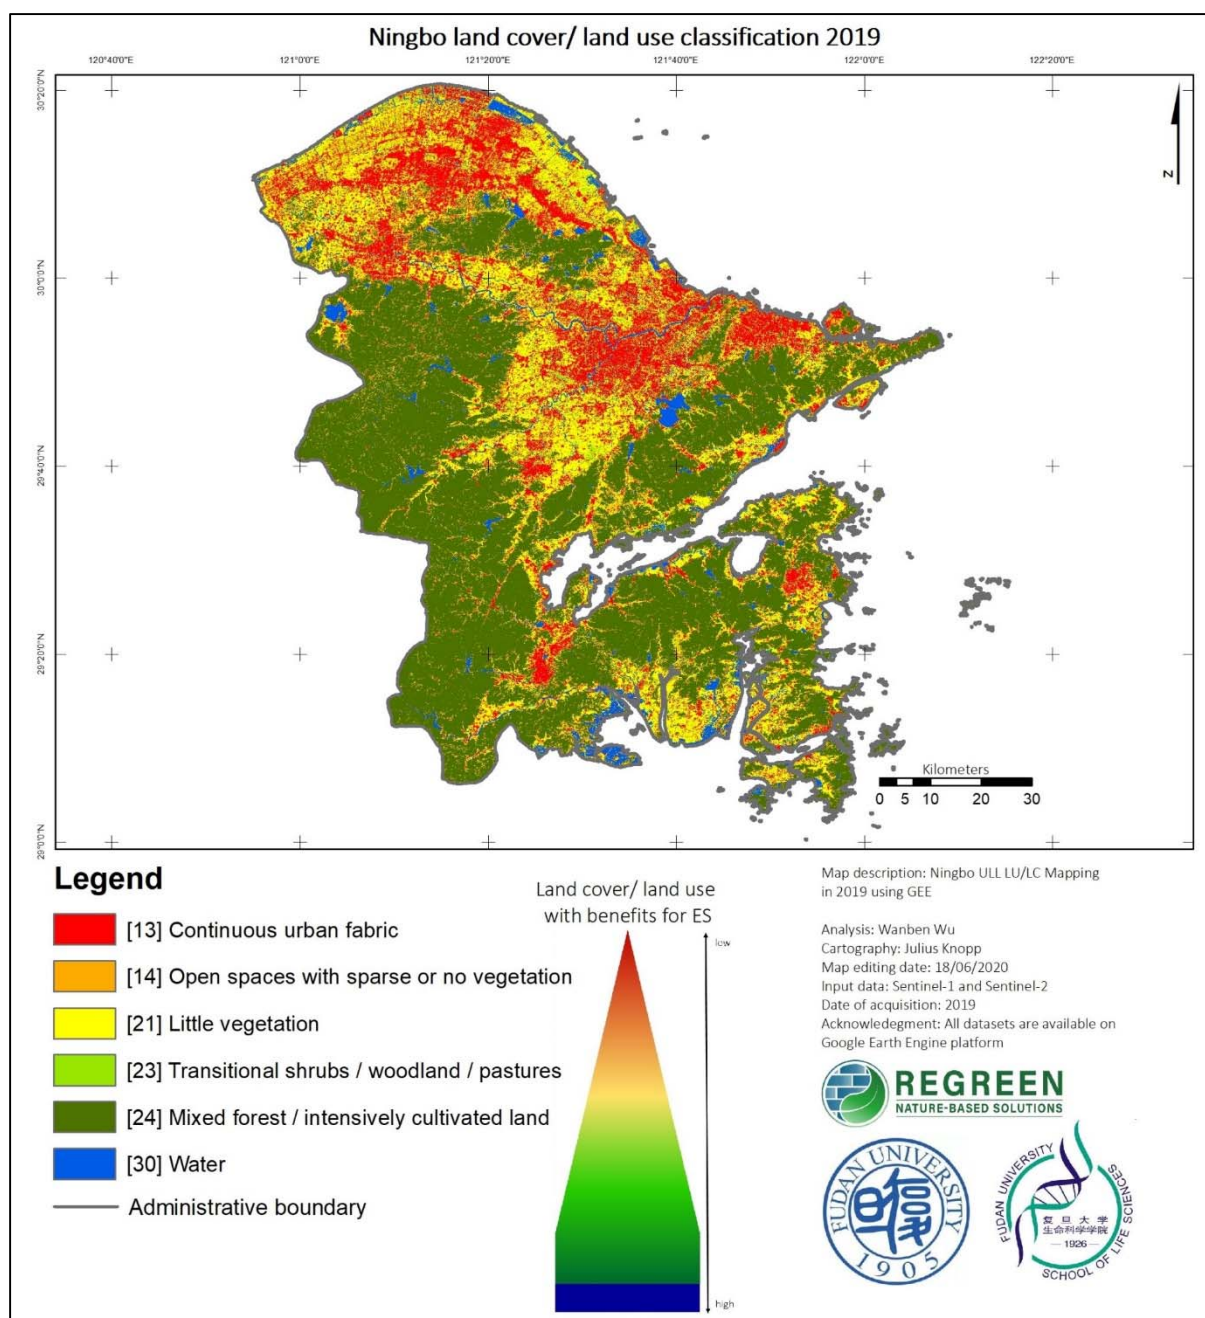 Ningbo land cover/ land use classification 2019
120°40'0"E
121°0'0"E
121°20'0"E
121°40'0"E
122°0'0"E
122°20'0"E
30°20'0"N
30°0'0"N
29°40'0"N
29°20'0"N
29°0'0"N
N
Kilometers
0 5 10 20 30
Legend
[13] Continuous urban fabric
[14] Open spaces with sparse or no vegetation
[21] Little vegetation
[23] Transitional shrubs / woodland / pastures
[24] Mixed forest / intensively cultivated land
[30] Water
Administrative boundary
Land cover/ land use
with benefits for ES
low
high
Map description: Ningbo ULL LU/LC Mapping
in 2019 using GEE
Analysis: Wanben Wu
Cartography: Julius Knopp
Map editing date: 18/06/2020
Input data: Sentinel-1 and Sentinel-2
Date of acquisition: 2019
Acknowledegment: All datasets are available on
Google Earth Engine platform
REGREEN
NATURE-BASED SOLUTIONS
FUDAN UNIVERSITY
1905
FUDAN UNIVERSITY
SCHOOL OF LIFE SCIENCES
复旦大学
生命科学学院
1926